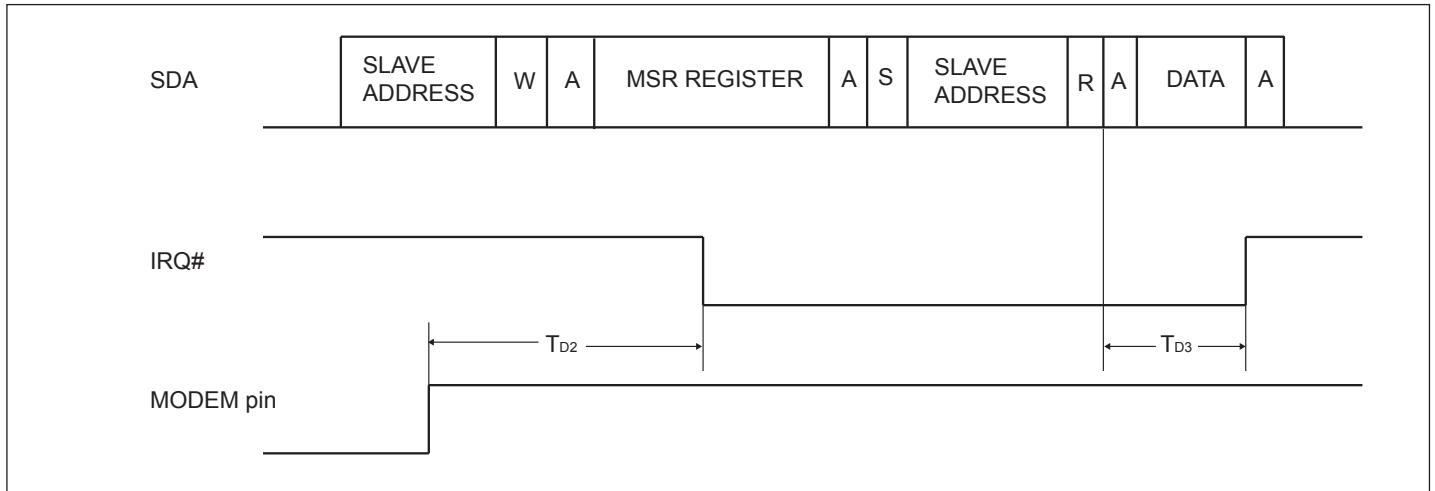 SDA
SLAVE
ADDRESS
W
A
MSR REGISTER
A
S
SLAVE
ADDRESS
R
A
DATA
A
IRQ#
TD2
TD3
MODEM pin